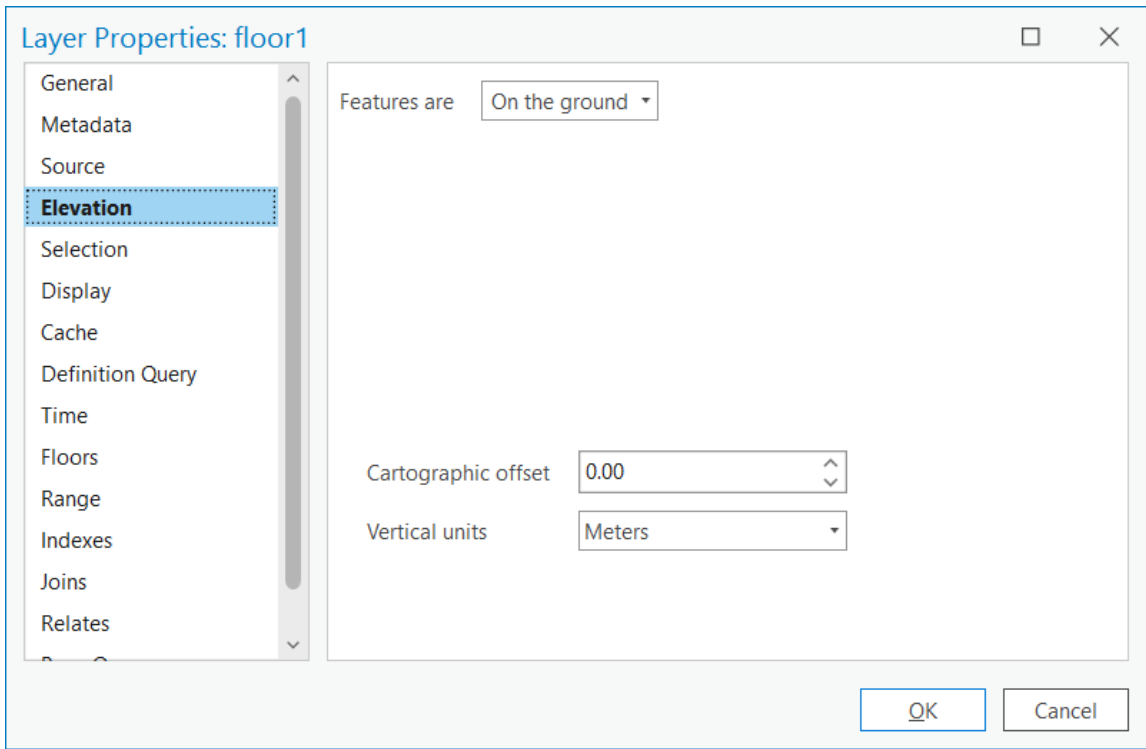 Layer Properties: floor1
General
Metadata
Source
Elevation
Selection
Display
Cache
Definition Query
Time
Floors
Range
Indexes
Joins
Relates
Features are On the ground
Cartographic offset 0.00
Vertical units Meters
OK Cancel